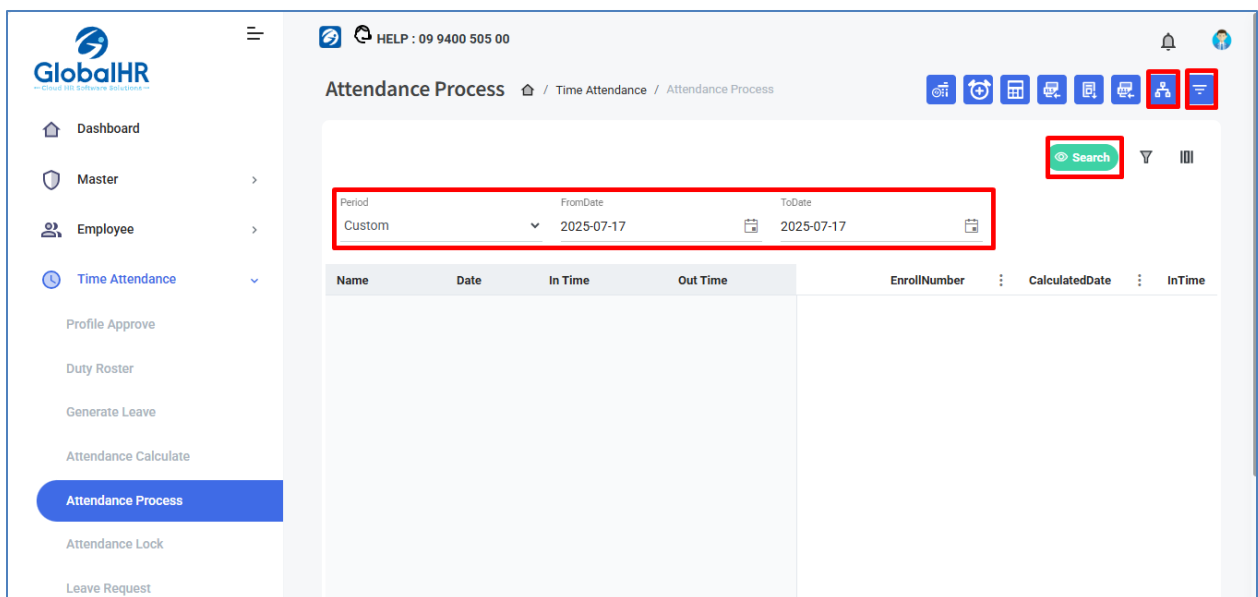 GlobalHR
Cloud HR Software Solutions
HELP : 09 9400 505 00
Attendance Process / Time Attendance / Attendance Process
Dashboard
Master
Employee
Time Attendance
Profile Approve
Duty Roster
Generate Leave
Attendance Calculate
Attendance Process
Attendance Lock
Leave Request
Search
Period FromDate ToDate
Custom 2025-07-17 2025-07-17
Name Date In Time Out Time EnrollNumber CalculatedDate InTime